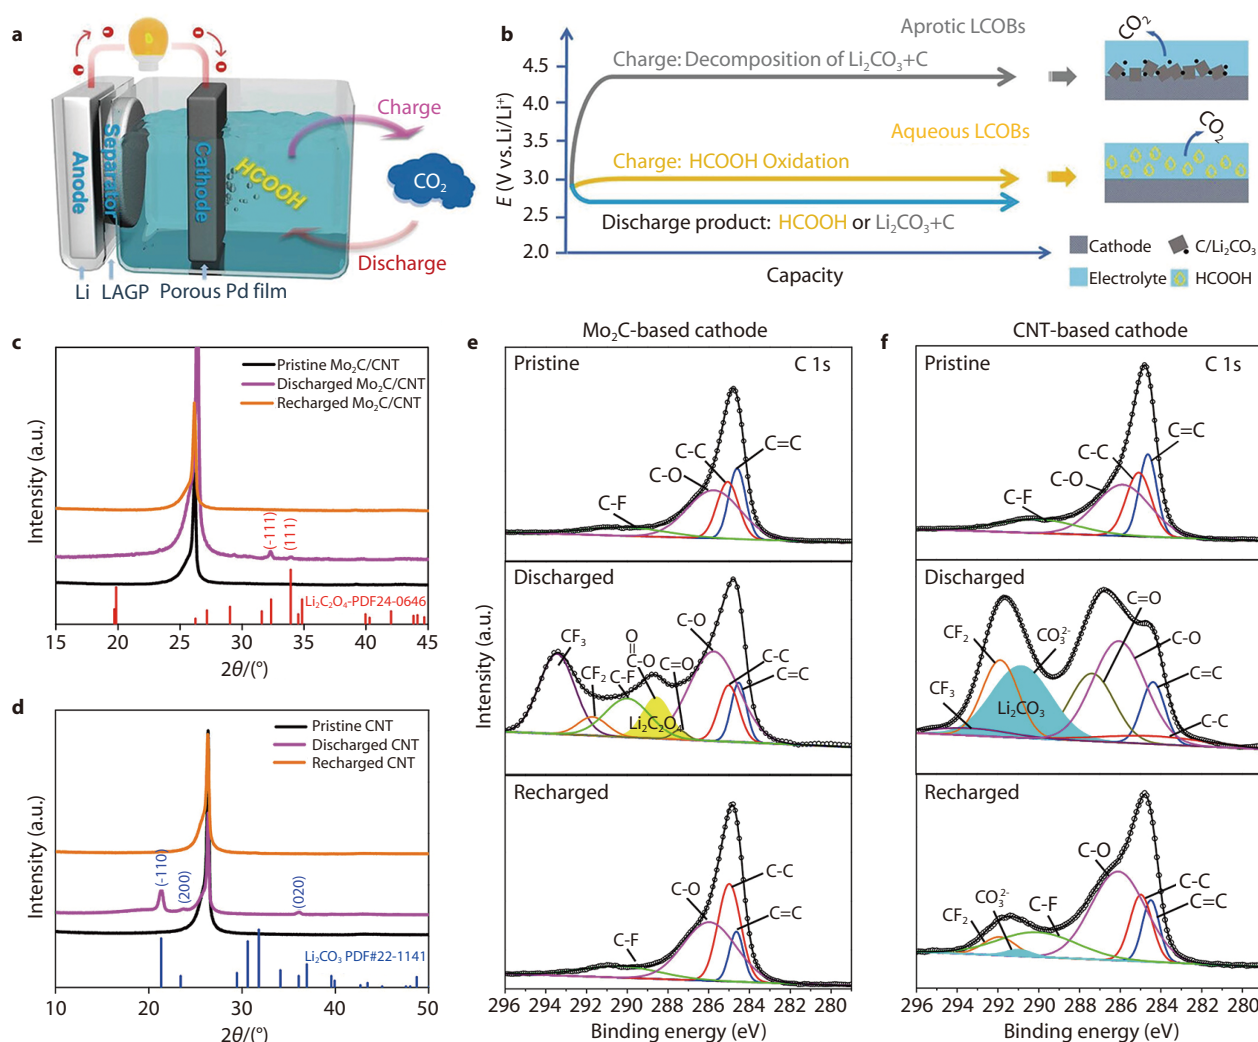 a
Charge
CO2
Discharge
Anode
Separator
Cathode
HCOOH
Li
LAGP
Porous Pd film
b
Aprotic LCOBs
Charge: Decomposition of Li2CO3+C
Aqueous LCOBs
Charge: HCOOH Oxidation
Discharge product: HCOOH or Li2CO3+C
E (V vs. Li/Li+)
4.5
4.0
3.5
3.0
2.5
2.0
Capacity
CO2
CO2
Cathode
C/Li2CO3
Electrolyte
HCOOH
c
Pristine Mo2C/CNT
Discharged Mo2C/CNT
Recharged Mo2C/CNT
(-111)
(111)
Li2C2O4-PDF24-0646
Intensity (a.u.)
15 20 25 30 35 40 45
2θ/(°)
d
Pristine CNT
Discharged CNT
Recharged CNT
(-110)
(200)
(020)
Li2CO3 PDF#22-1141
Intensity (a.u.)
10 20 30 40 50
2θ/(°)
e
Mo2C-based cathode
Pristine
C 1s
C=C
C-C
C-O
C-F
Discharged
CF3
CF2
C-F
O
C-O
C=O
C-O
C-C
C=C
Li2C2O4
Recharged
C-O
C-C
C=C
C-F
Intensity (a.u.)
296 294 292 290 288 286 284 282 280
Binding energy (eV)
f
CNT-based cathode
Pristine
C 1s
C=C
C-C
C-O
C-F
Discharged
C=O
CF2
CO32-
C-O
C=C
CF3
Li2CO3
C-C
Recharged
C-O
C-C
CO32-
C-F
C=C
CF2
296 294 292 290 288 286 284 282 280
Binding energy (eV)